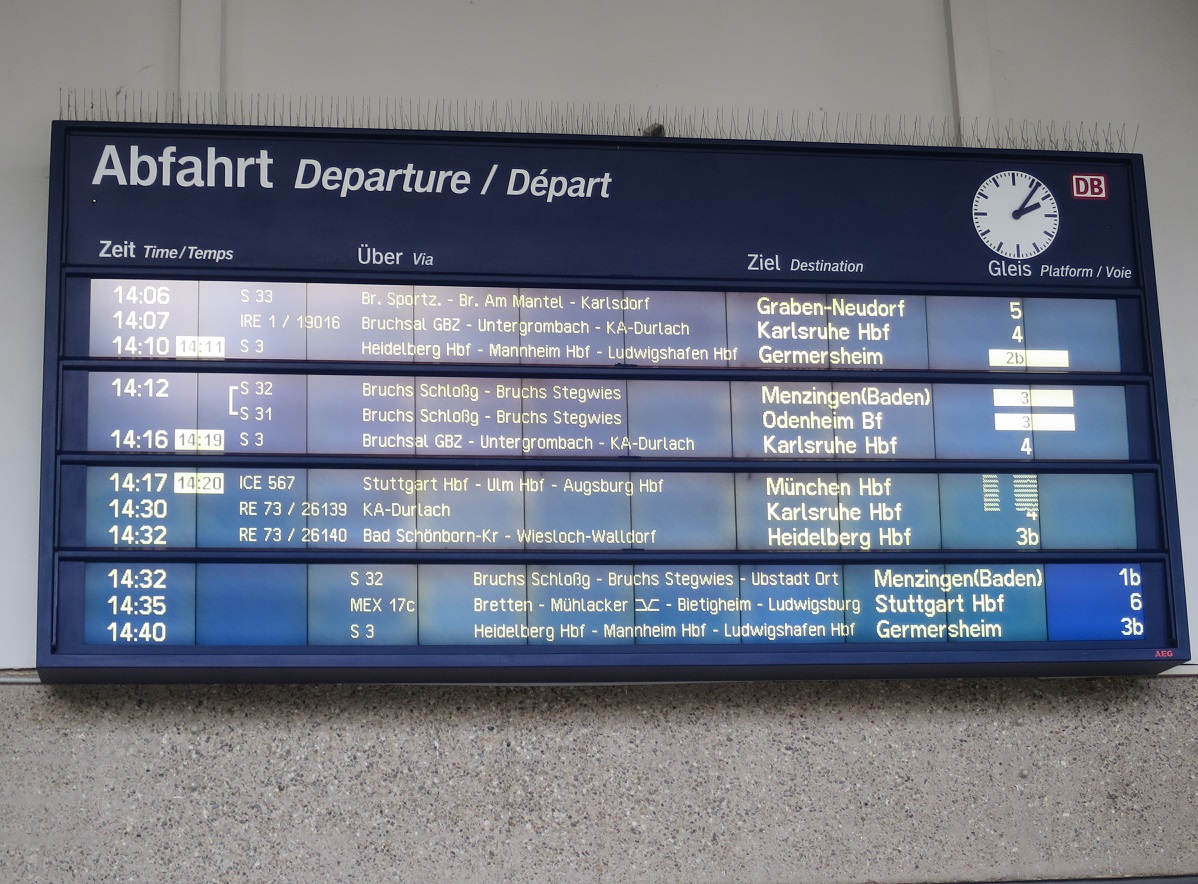 Abfahrt Departure / Départ
DB
Zeit Time/Temps Über Via Ziel Destination Gleis Platform / Voie
14:06 S 33 Br. Sportz. - Br. Am Mantel - Karlsdorf Graben-Neudorf 5
14:07 IRE 1 / 19016 Bruchsal GBZ - Untergrombach - KA-Durlach Karlsruhe Hbf 4
14:10 14:11 S 3 Heidelberg Hbf - Mannheim Hbf - Ludwigshafen Hbf Germersheim 2b
14:12 S 32 Bruchs Schloßg - Bruchs Stegwies Menzingen(Baden) 3
S 31 Bruchs Schloßg - Bruchs Stegwies Odenheim Bf 3
14:16 14:19 S 3 Bruchsal GBZ - Untergrombach - KA-Durlach Karlsruhe Hbf 4
14:17 14:20 ICE 567 Stuttgart Hbf - Ulm Hbf - Augsburg Hbf München Hbf
14:30 RE 73 / 26139 KA-Durlach Karlsruhe Hbf 4
14:32 RE 73 / 26140 Bad Schönborn-Kr - Wiesloch-Walldorf Heidelberg Hbf 3b
14:32 S 32 Bruchs Schloßg - Bruchs Stegwies - Ubstadt Ort Menzingen(Baden) 1b
14:35 MEX 17c Bretten - Mühlacker - Bietigheim - Ludwigsburg Stuttgart Hbf 6
14:40 S 3 Heidelberg Hbf - Mannheim Hbf - Ludwigshafen Hbf Germersheim 3b
AEG